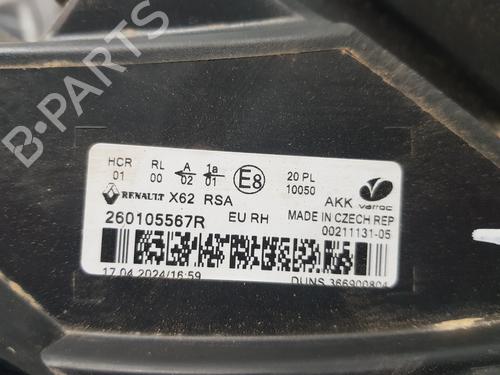 HCR RL A 1a E8 20 PL
01 00 02 01 10050
RENAULT X62 RSA AKK varroc
260105567R EU RH MADE IN CZECH REP
00211131-05
17.04.2024/16:59 DUNS 366900804
B-PARTS